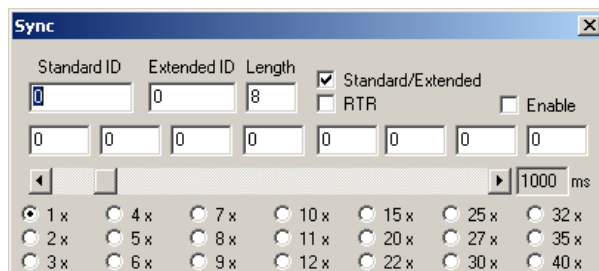 Sync
Standard ID Extended ID Length
Standard/Extended
0 0 8
RTR Enable
0 0 0 0 0 0 0 0
1000 ms
1 x 4 x 7 x 10 x 15 x 25 x 32 x
2 x 5 x 8 x 11 x 20 x 27 x 35 x
3 x 6 x 9 x 12 x 22 x 30 x 40 x